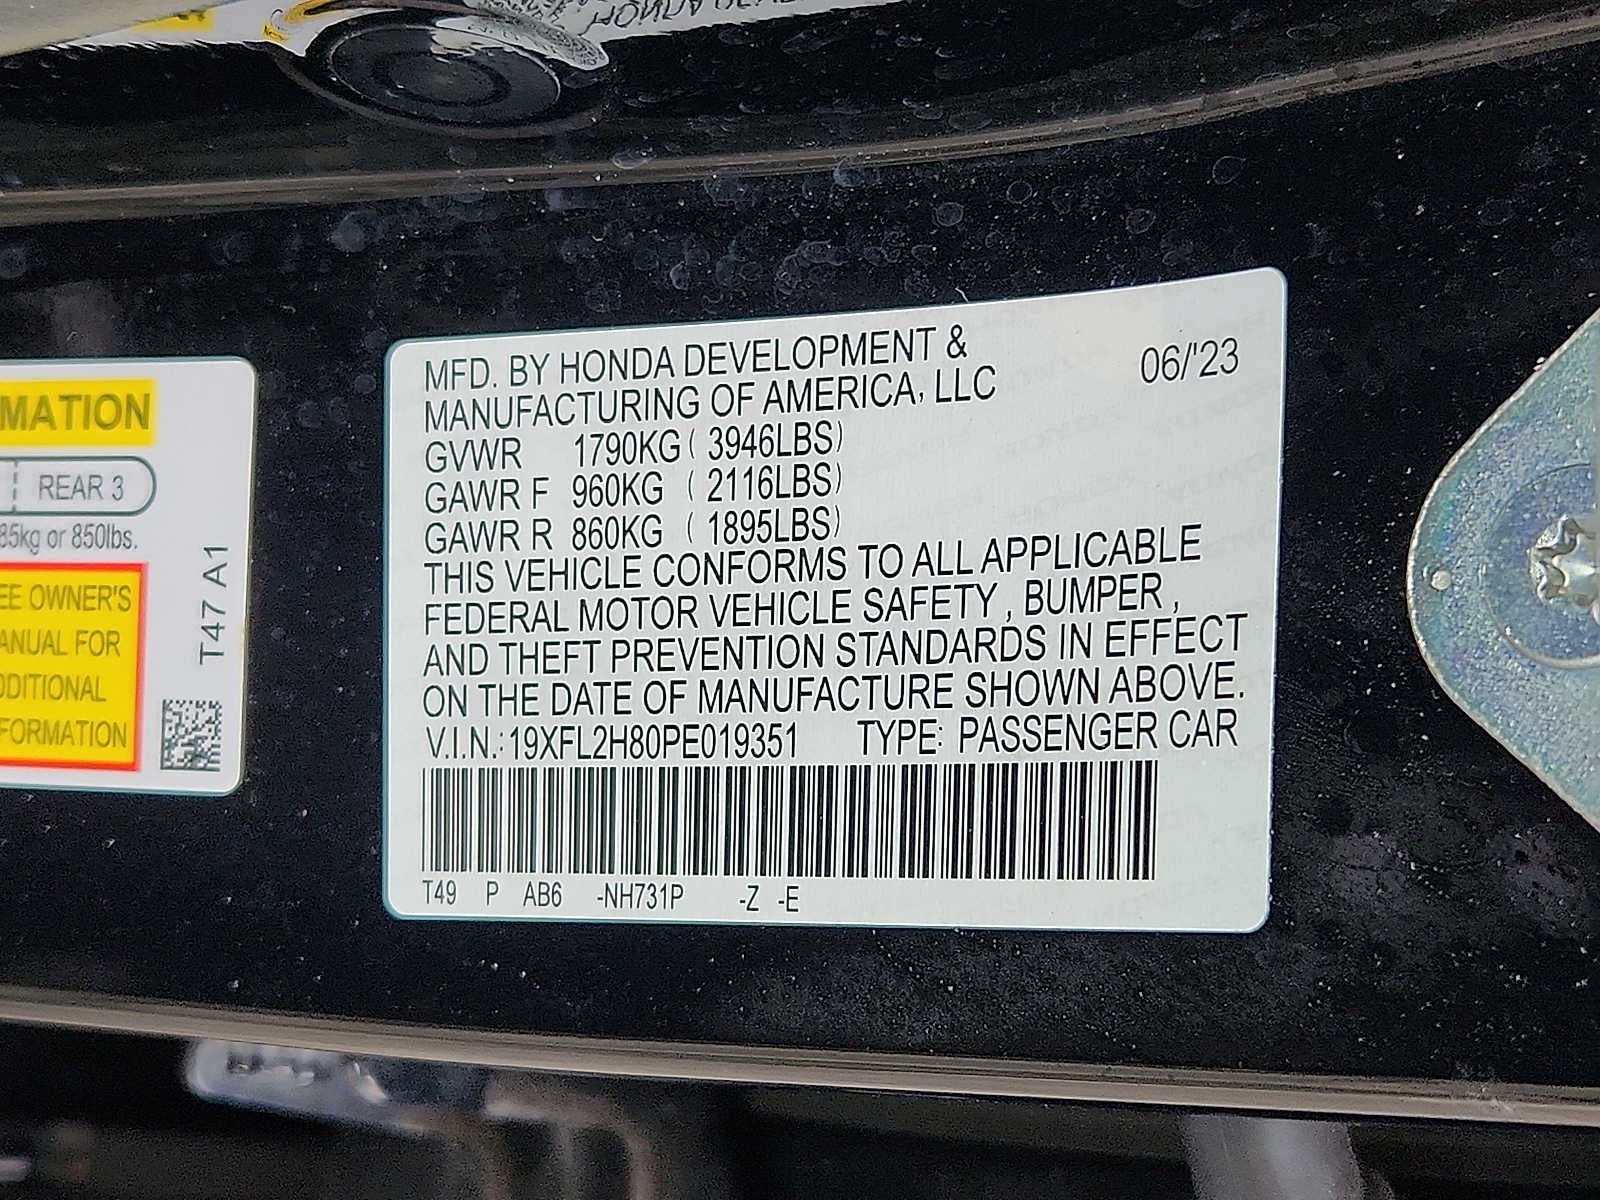 HONDA
MATION
REAR 3
85kg or 850lbs.
EE OWNER'S
ANUAL FOR
DDITIONAL
FORMATION
T47 A1
MFD. BY HONDA DEVELOPMENT &
MANUFACTURING OF AMERICA, LLC
06/'23
GVWR 1790KG ( 3946LBS)
GAWR F 960KG ( 2116LBS)
GAWR R 860KG ( 1895LBS)
THIS VEHICLE CONFORMS TO ALL APPLICABLE
FEDERAL MOTOR VEHICLE SAFETY , BUMPER ,
AND THEFT PREVENTION STANDARDS IN EFFECT
ON THE DATE OF MANUFACTURE SHOWN ABOVE.
V.I.N.: 19XFL2H80PE019351 TYPE: PASSENGER CAR
T49 P AB6 -NH731P -Z -E